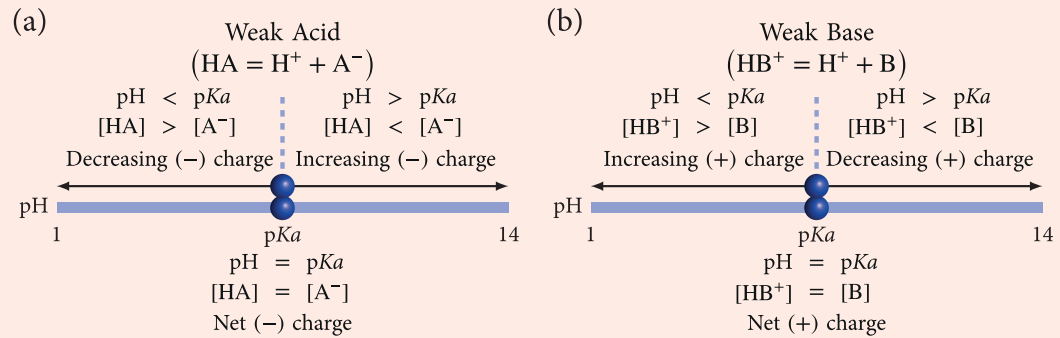 (a)
Weak Acid
(HA = H⁺ + A⁻)
pH < pKa
[HA] > [A⁻]
Decreasing (−) charge
pH > pKa
[HA] < [A⁻]
Increasing (−) charge
pH
1
pKa
14
pH = pKa
[HA] = [A⁻]
Net (−) charge
(b)
Weak Base
(HB⁺ = H⁺ + B)
pH < pKa
[HB⁺] > [B]
Increasing (+) charge
pH > pKa
[HB⁺] < [B]
Decreasing (+) charge
pH
1
pKa
14
pH = pKa
[HB⁺] = [B]
Net (+) charge